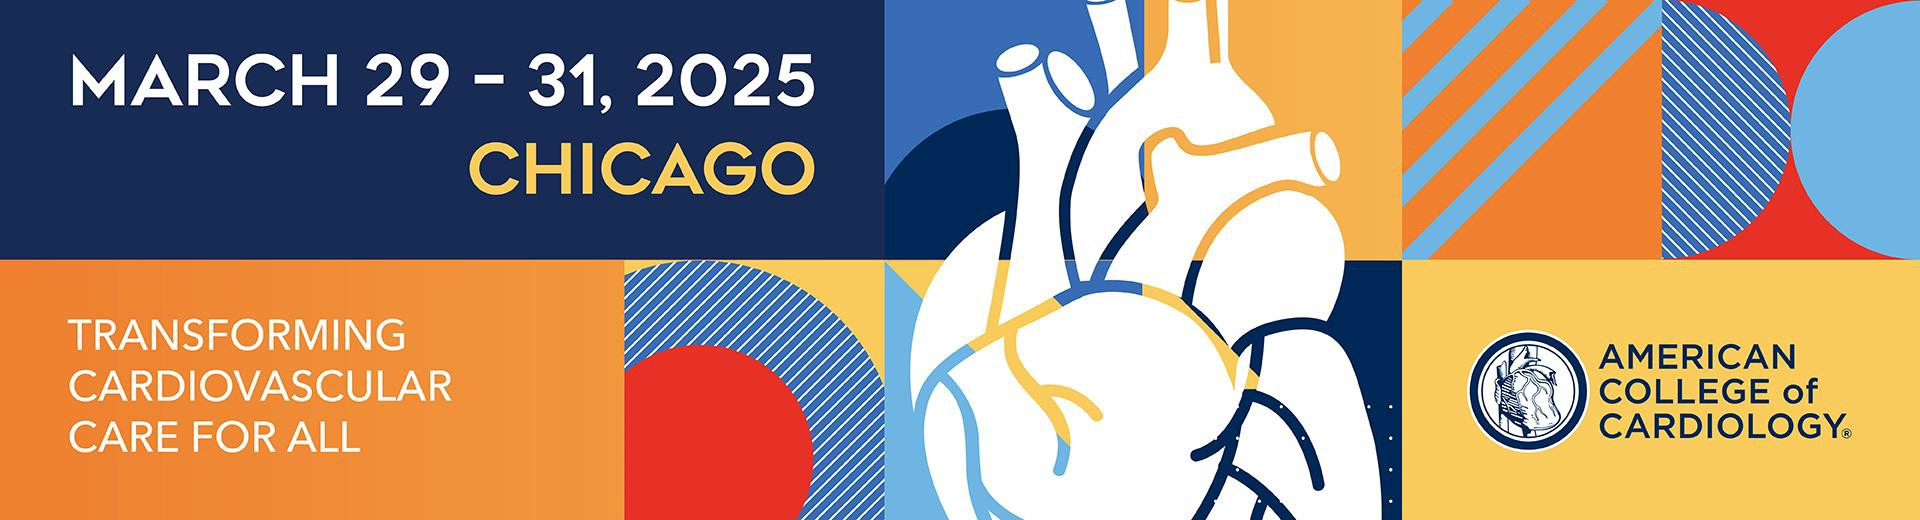 MARCH 29 – 31, 2025
CHICAGO
TRANSFORMING
CARDIOVASCULAR
CARE FOR ALL
AMERICAN
COLLEGE of
CARDIOLOGY®